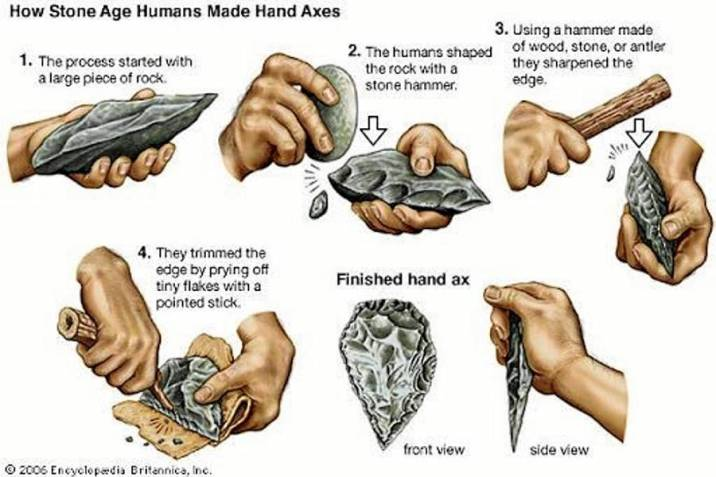 How Stone Age Humans Made Hand Axes
1. The process started with
a large piece of rock.
2. The humans shaped
the rock with a
stone hammer.
3. Using a hammer made
of wood, stone, or antler
they sharpened the
edge.
4. They trimmed the
edge by prying off
tiny flakes with a
pointed stick.
Finished hand ax
front view
side view
© 2006 Encyclopædia Britannica, Inc.